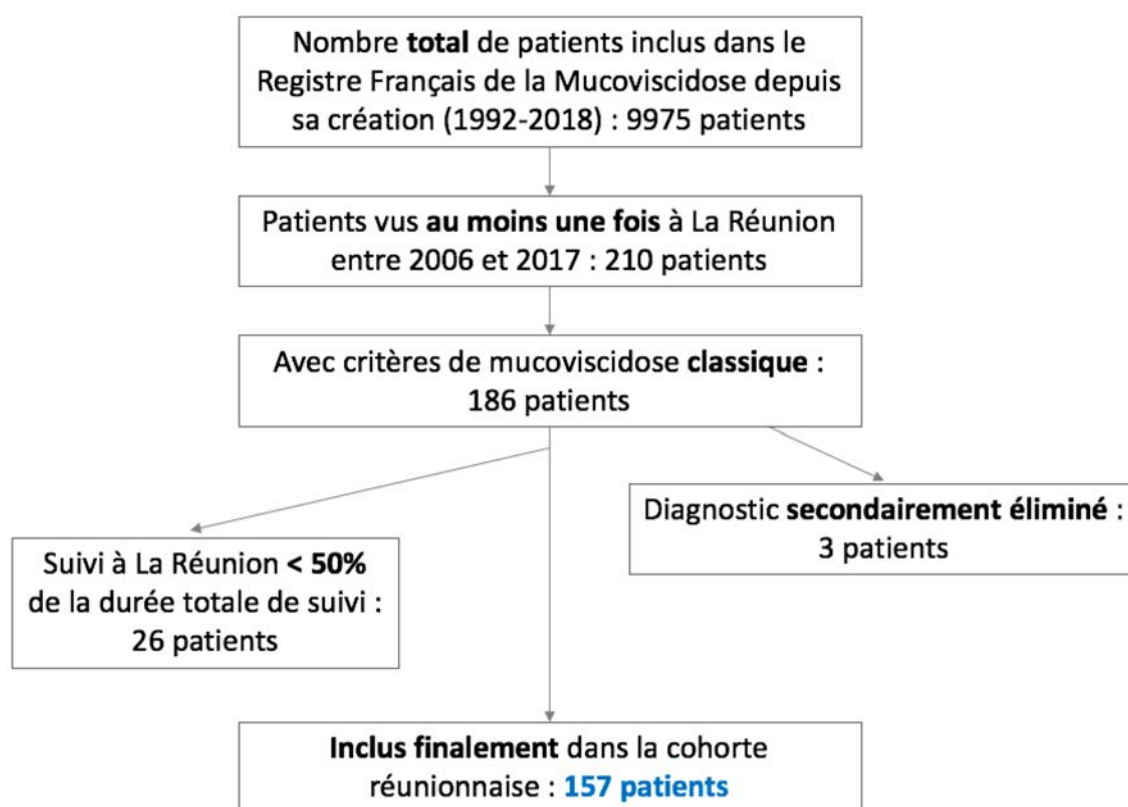 Nombre total de patients inclus dans le
Registre Français de la Mucoviscidose depuis
sa création (1992-2018) : 9975 patients
Patients vus au moins une fois à La Réunion
entre 2006 et 2017 : 210 patients
Avec critères de mucoviscidose classique :
186 patients
Diagnostic secondairement éliminé :
3 patients
Suivi à La Réunion < 50%
de la durée totale de suivi :
26 patients
Inclus finalement dans la cohorte
réunionnaise : 157 patients